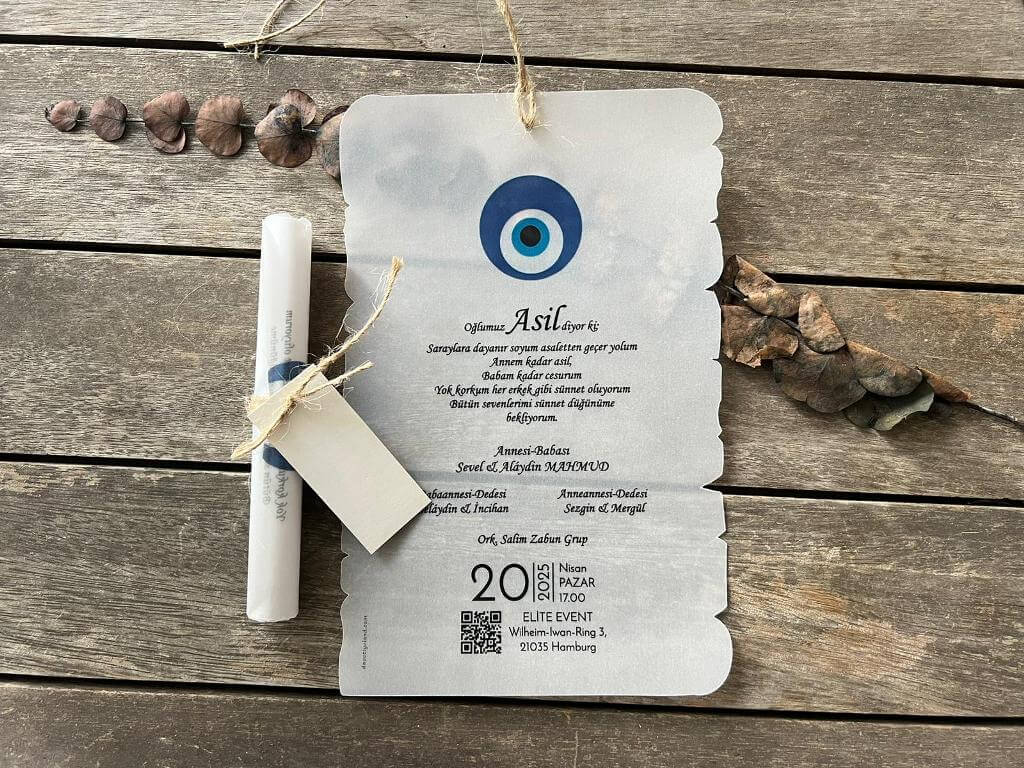 Oğlumuz Asil diyor ki;
Saraylara dayanır soyum asaletten geçer yolum
Annem kadar asil,
Babam kadar cesurum
Yok korkum her erkek gibi sünnet oluyorum
Bütün sevenlerimi sünnet düğünüme
bekliyorum.
Annesi-Babası
Sevel & Alâydin MAHMUD
Anneannesi-Dedesi
& İncihan
Sezgin & Mergül
Ork. Salim Zabun Grup
20 2025 Nisan
PAZAR
17.00
ELİTE EVENT
Wilheim-Iwan-Ring 3,
21035 Hamburg